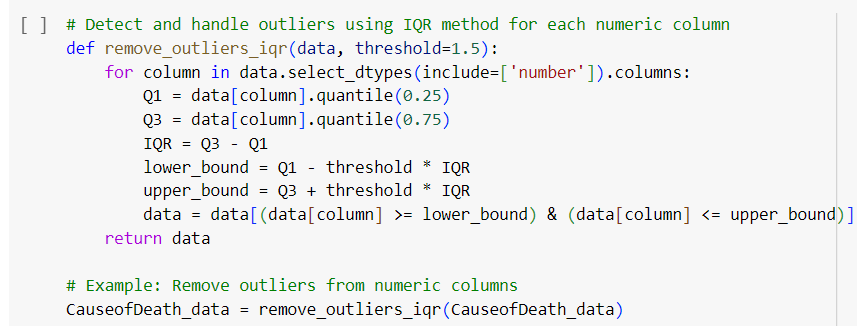 [ ] # Detect and handle outliers using IQR method for each numeric column
def remove_outliers_iqr(data, threshold=1.5):
    for column in data.select_dtypes(include=['number']).columns:
        Q1 = data[column].quantile(0.25)
        Q3 = data[column].quantile(0.75)
        IQR = Q3 - Q1
        lower_bound = Q1 - threshold * IQR
        upper_bound = Q3 + threshold * IQR
        data = data[(data[column] >= lower_bound) & (data[column] <= upper_bound)]
    return data
# Example: Remove outliers from numeric columns
CauseofDeath_data = remove_outliers_iqr(CauseofDeath_data)